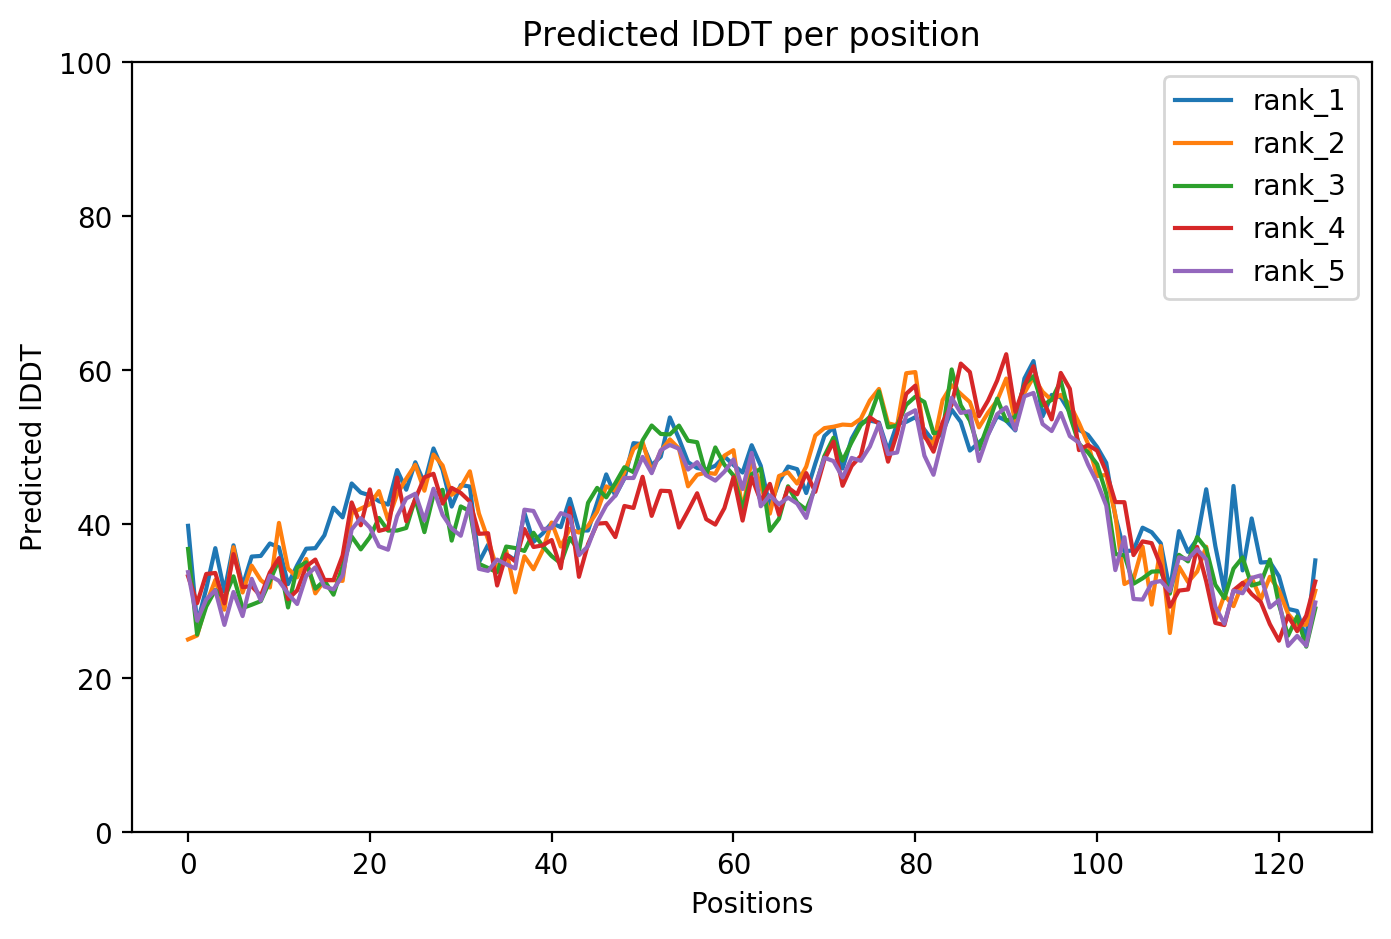 Predicted lDDT per position
100
80
60
40
20
0
Predicted lDDT
rank_1
rank_2
rank_3
rank_4
rank_5
0 20 40 60 80 100 120
Positions